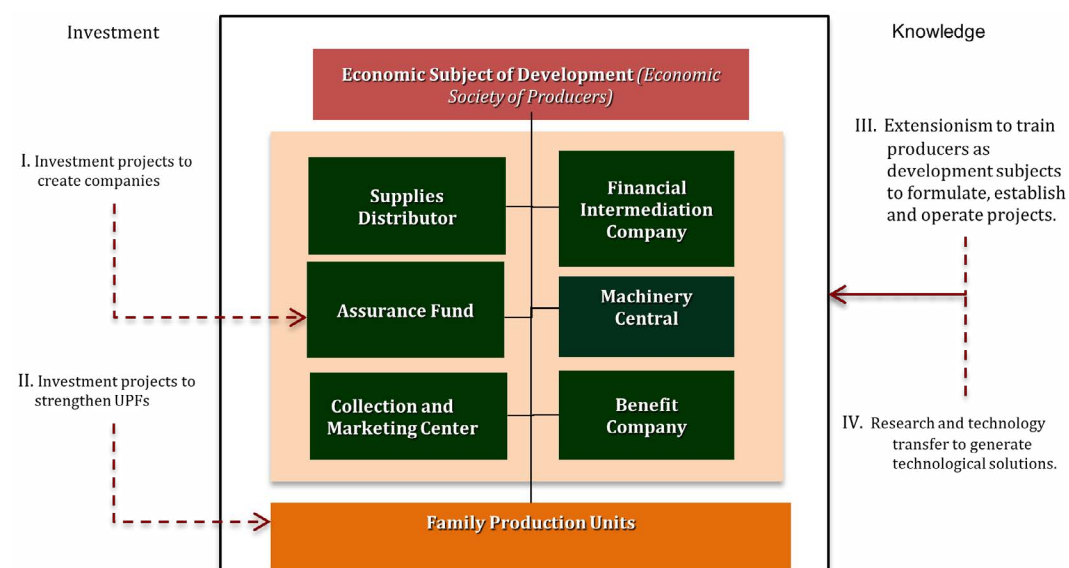 Investment
Knowledge
Economic Subject of Development (Economic
Society of Producers)
I. Investment projects to
create companies
II. Investment projects to
strengthen UPFs
Supplies
Distributor
Financial
Intermediation
Company
Assurance Fund
Machinery
Central
Collection and
Marketing Center
Benefit
Company
Family Production Units
III. Extensionism to train
producers as
development subjects
to formulate, establish
and operate projects.
IV. Research and technology
transfer to generate
technological solutions.